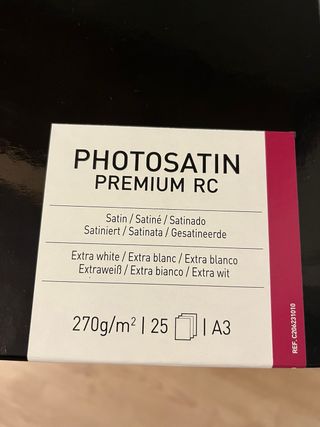 PHOTOSATIN
PREMIUM RC
Satin / Satiné / Satinado
Satiniert / Satinata / Gesatineerde
Extra white / Extra blanc / Extra blanco
Extraweiß / Extra bianco / Extra wit
270g/m² | 25 | A3
REF. C206231010